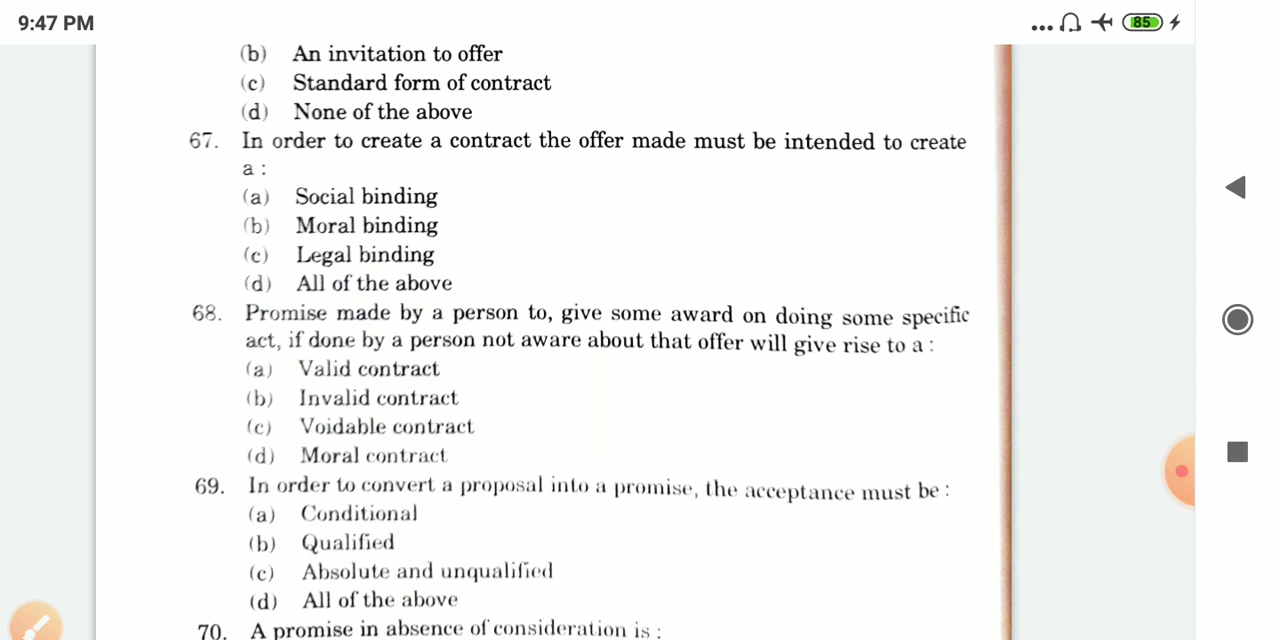 9:47 PM
85
(b) An invitation to offer
(c) Standard form of contract
(d) None of the above
67. In order to create a contract the offer made must be intended to create
a :
(a) Social binding
(b) Moral binding
(c) Legal binding
(d) All of the above
68. Promise made by a person to, give some award on doing some specific
act, if done by a person not aware about that offer will give rise to a :
(a) Valid contract
(b) Invalid contract
(c) Voidable contract
(d) Moral contract
69. In order to convert a proposal into a promise, the acceptance must be :
(a) Conditional
(b) Qualified
(c) Absolute and unqualified
(d) All of the above
70. A promise in absence of consideration is :